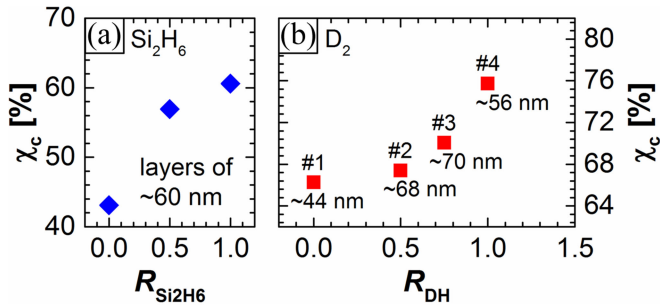 (a) Si2H6
(b) D2
70
60
50
40
χc [%]
layers of
~60 nm
0.0 0.5 1.0
RSi2H6
#1
~44 nm
#2
~68 nm
#3
~70 nm
#4
~56 nm
0.0 0.5 1.0 1.5
RDH
80
76
72
68
64
χc [%]